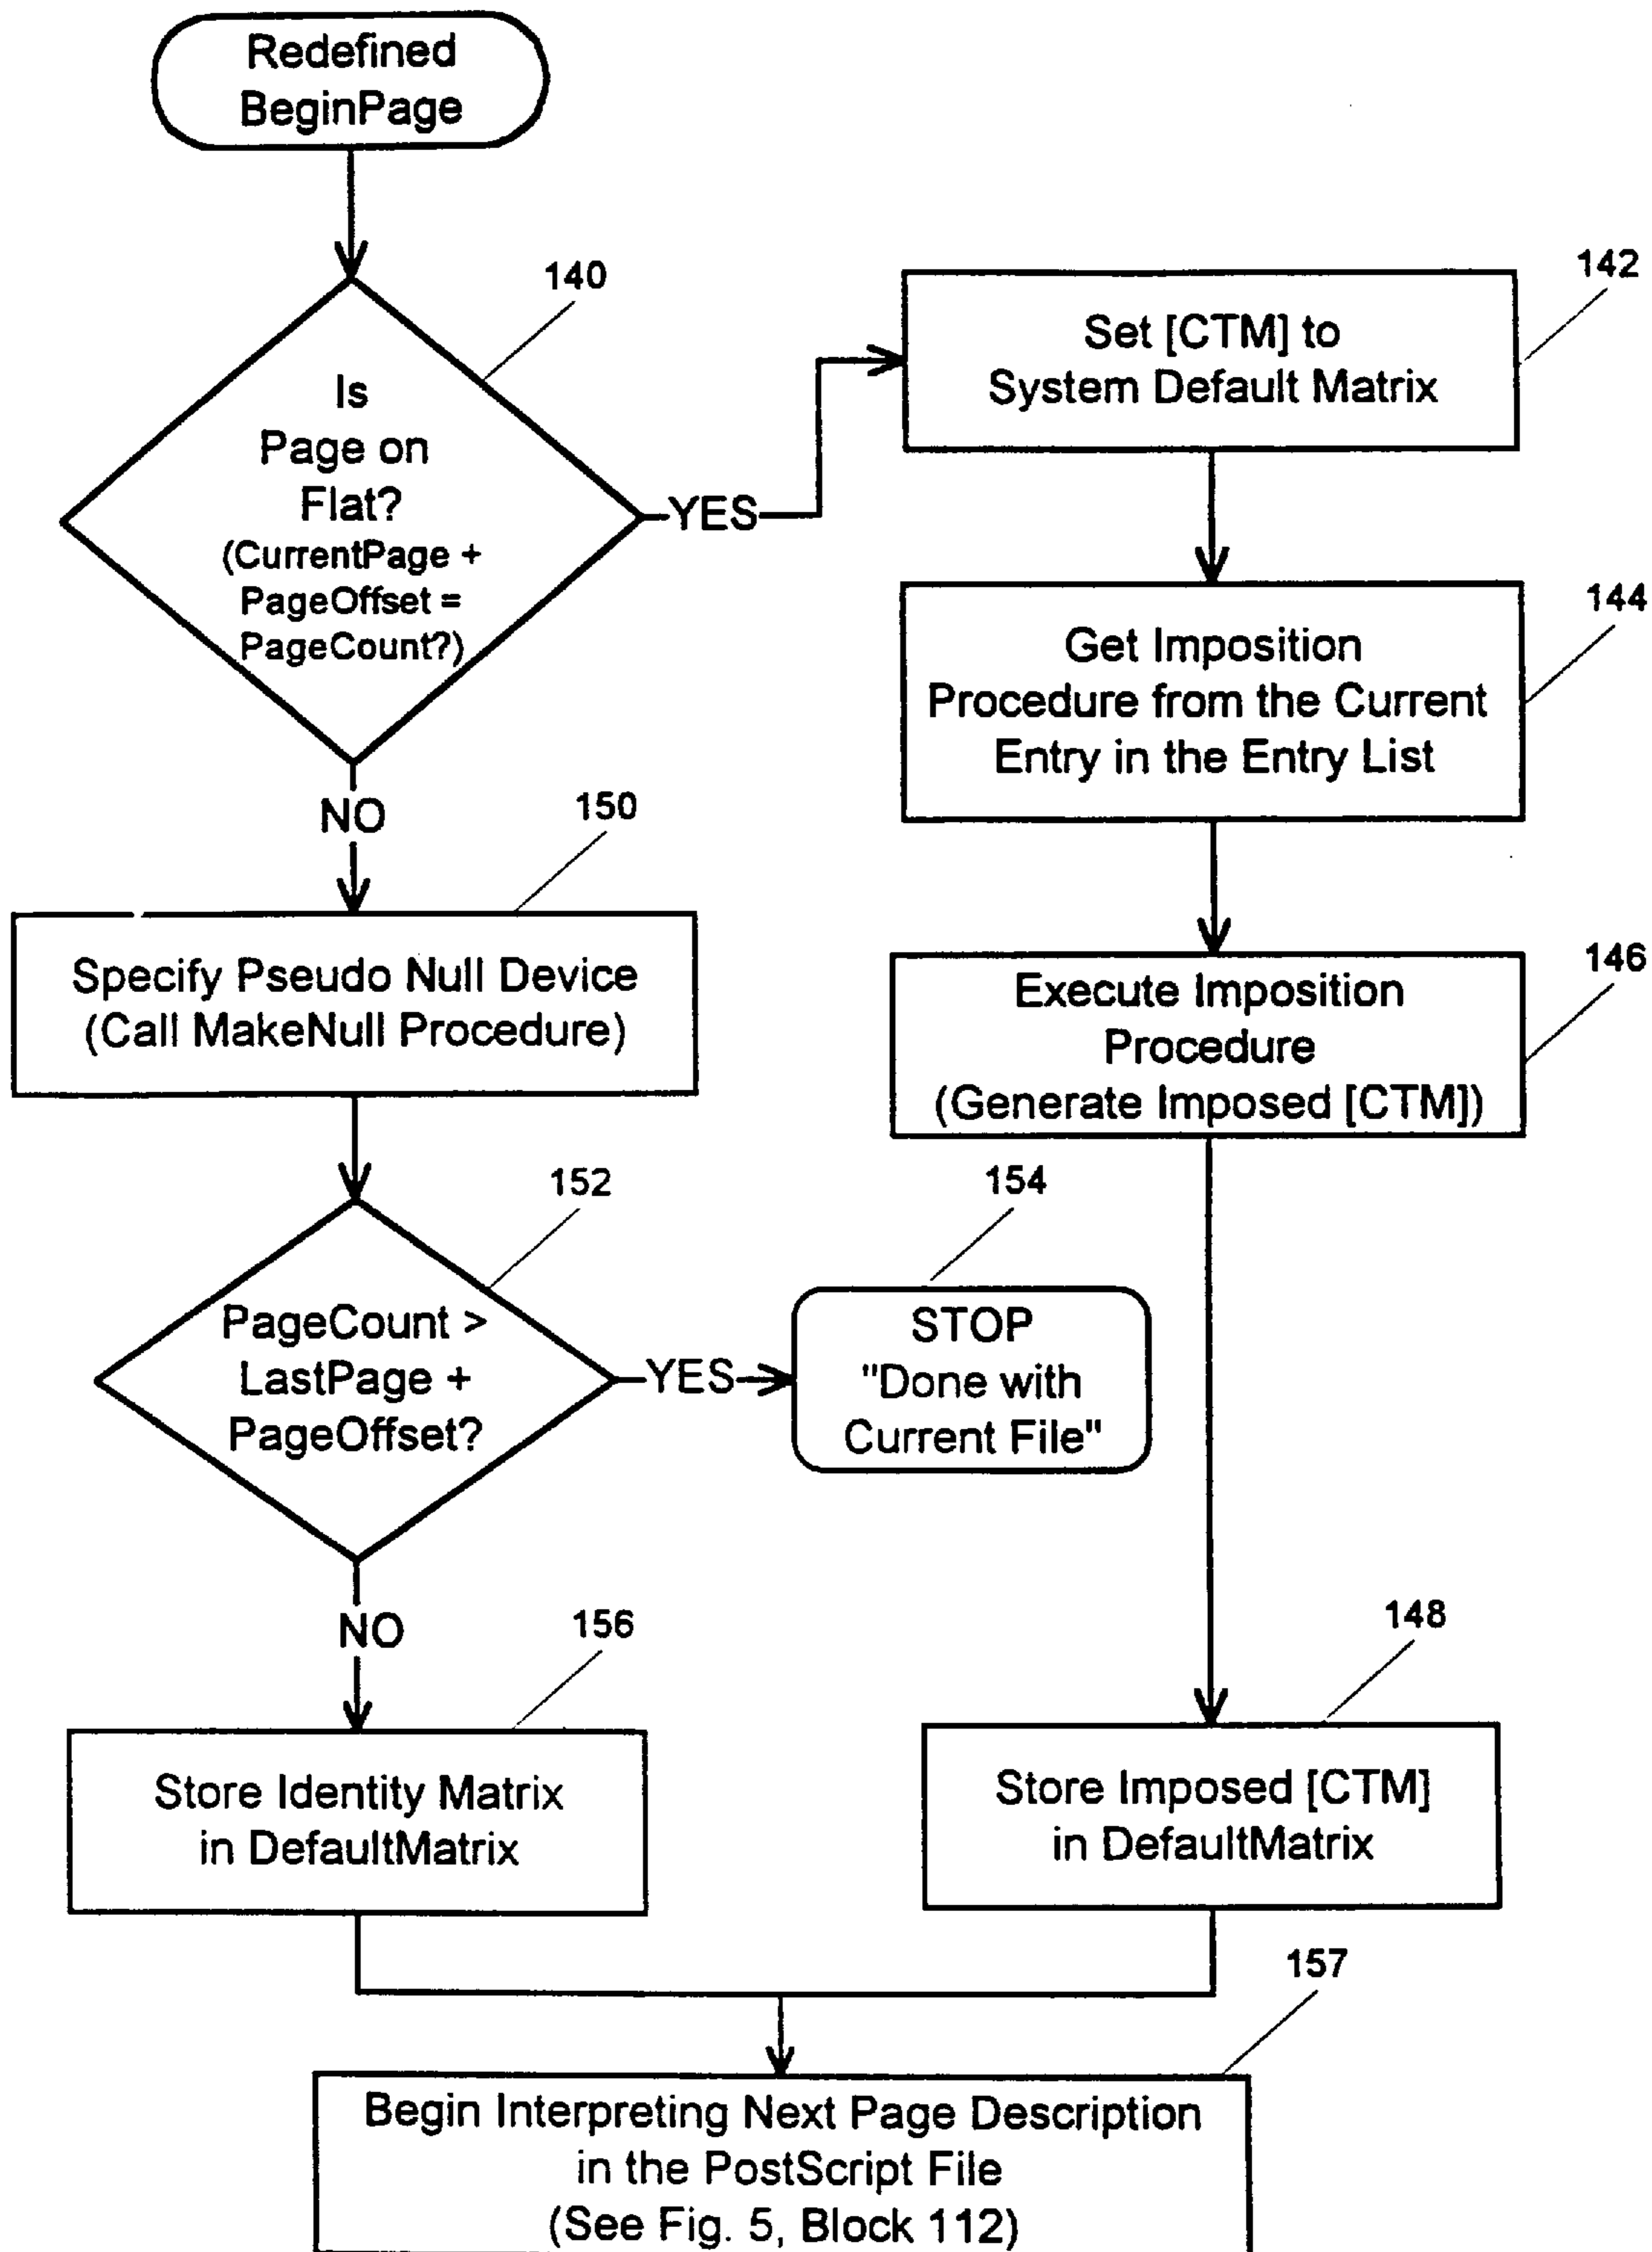 Redefined
BeginPage
140
Is
Page on
Flat?
(CurrentPage +
PageOffset =
PageCount?)
YES
142
Set [CTM] to
System Default Matrix
144
Get Imposition
Procedure from the Current
Entry in the Entry List
146
Execute Imposition
Procedure
(Generate Imposed [CTM])
NO
150
Specify Pseudo Null Device
(Call MakeNull Procedure)
152
PageCount >
LastPage +
PageOffset?
YES
154
STOP
"Done with
Current File"
NO
156
Store Identity Matrix
in DefaultMatrix
148
Store Imposed [CTM]
in DefaultMatrix
157
Begin Interpreting Next Page Description
in the PostScript File
(See Fig. 5, Block 112)